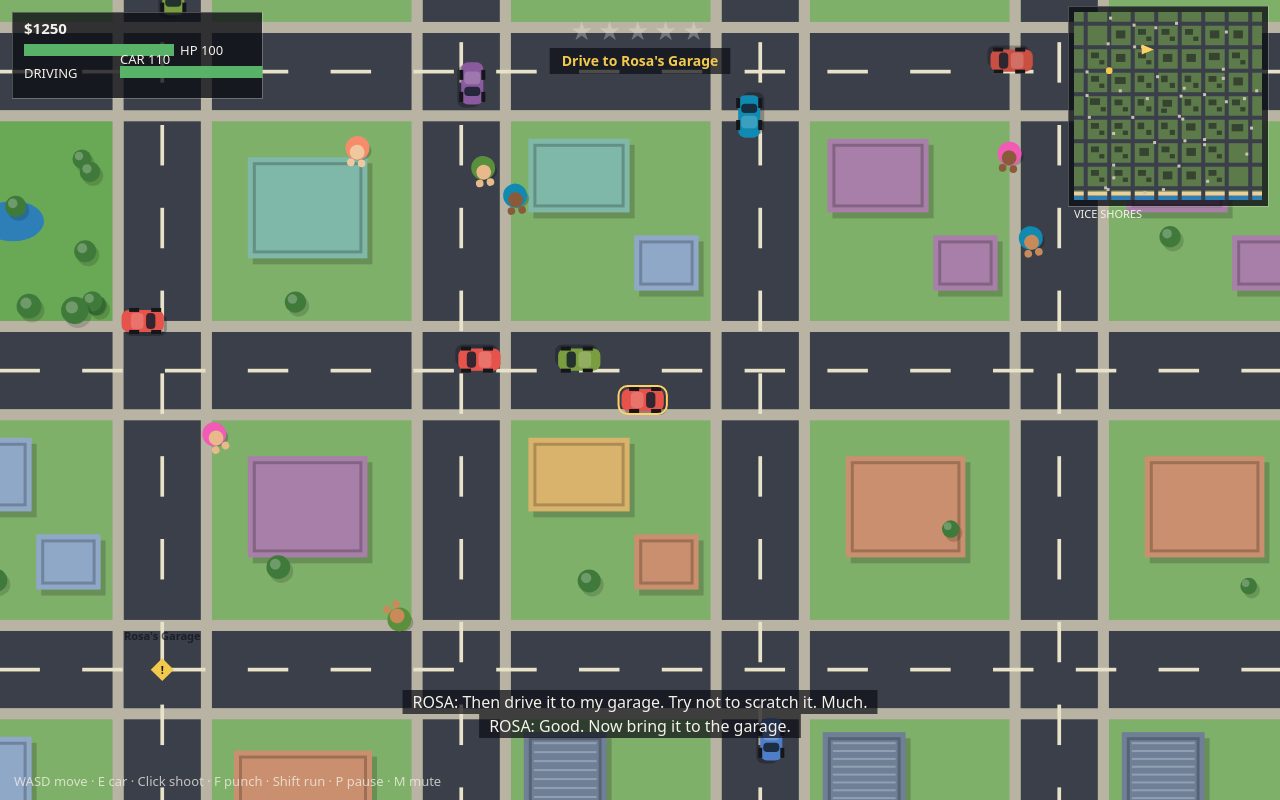 $1250
HP 100
CAR 110
DRIVING
Drive to Rosa's Garage
VICE SHORES
Rosa's Garage
!
ROSA: Then drive it to my garage. Try not to scratch it. Much.
ROSA: Good. Now bring it to the garage.
WASD move · E car · Click shoot · F punch · Shift run · P pause · M mute